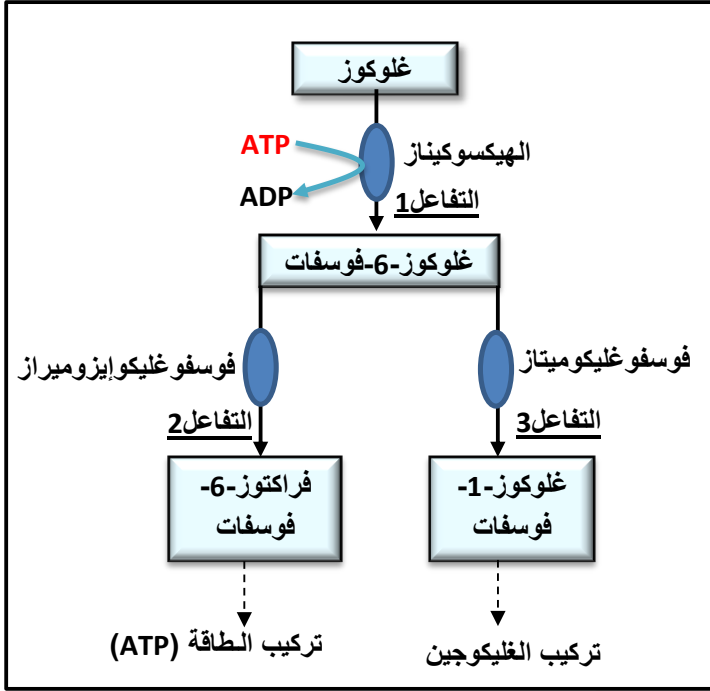 غلوكوز
الهيكسوكيناز
ATP
ADP
التفاعل1
غلوكوز-6-فوسفات
فوسفوغليكوميتاز
فوسفوغليكوإيزوميراز
التفاعل3
التفاعل2
غلوكوز-1-
فوسفات
فراكتوز-6-
فوسفات
تركيب الغليكوجين
تركيب الطاقة (ATP)